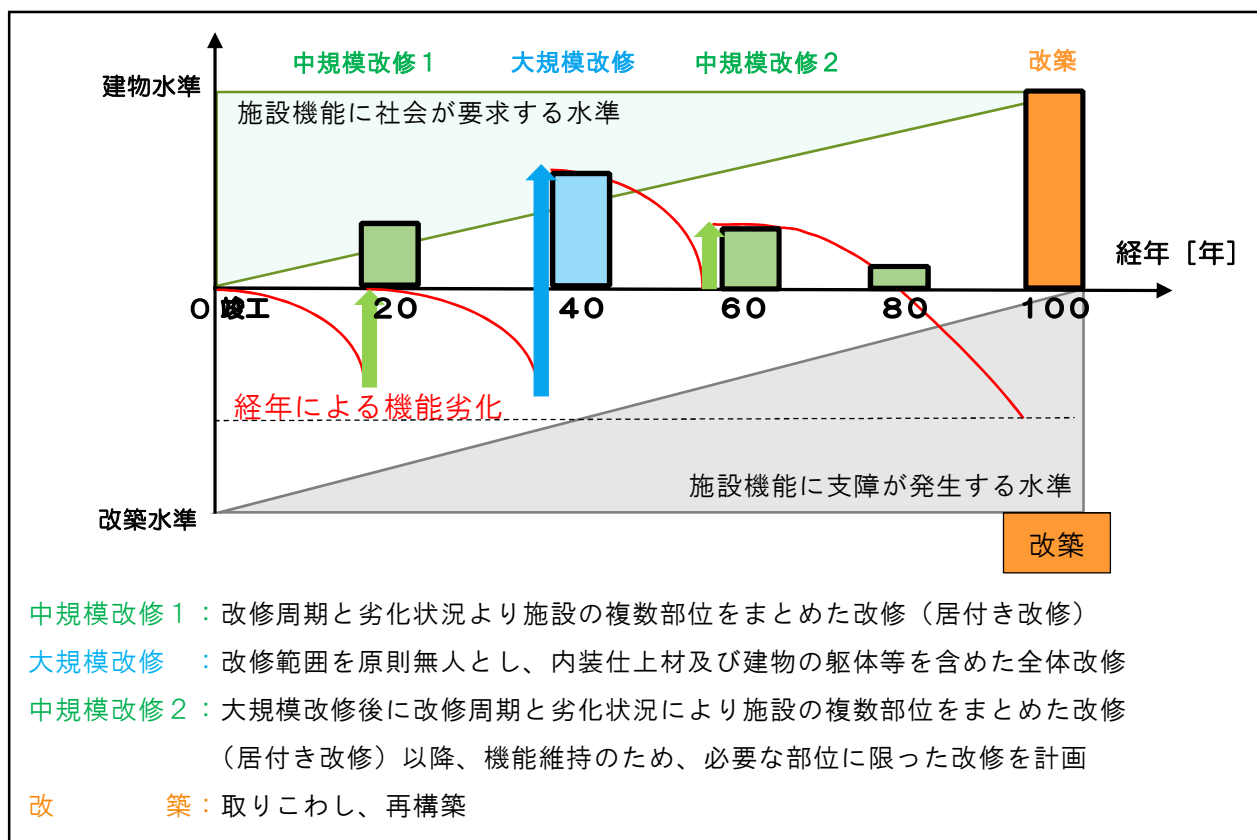 中規模改修１ 大規模改修 中規模改修２ 改築
建物水準
施設機能に社会が要求する水準
経年［年］
０ 竣工 ２０ ４０ ６０ ８０ １００
経年による機能劣化
施設機能に支障が発生する水準
改築水準
改築
中規模改修１：改修周期と劣化状況より施設の複数部位をまとめた改修（居付き改修）
大規模改修　：改修範囲を原則無人とし、内装仕上材及び建物の躯体等を含めた全体改修
中規模改修２：大規模改修後に改修周期と劣化状況により施設の複数部位をまとめた改修
（居付き改修）以降、機能維持のため、必要な部位に限った改修を計画
改　　　築：取りこわし、再構築